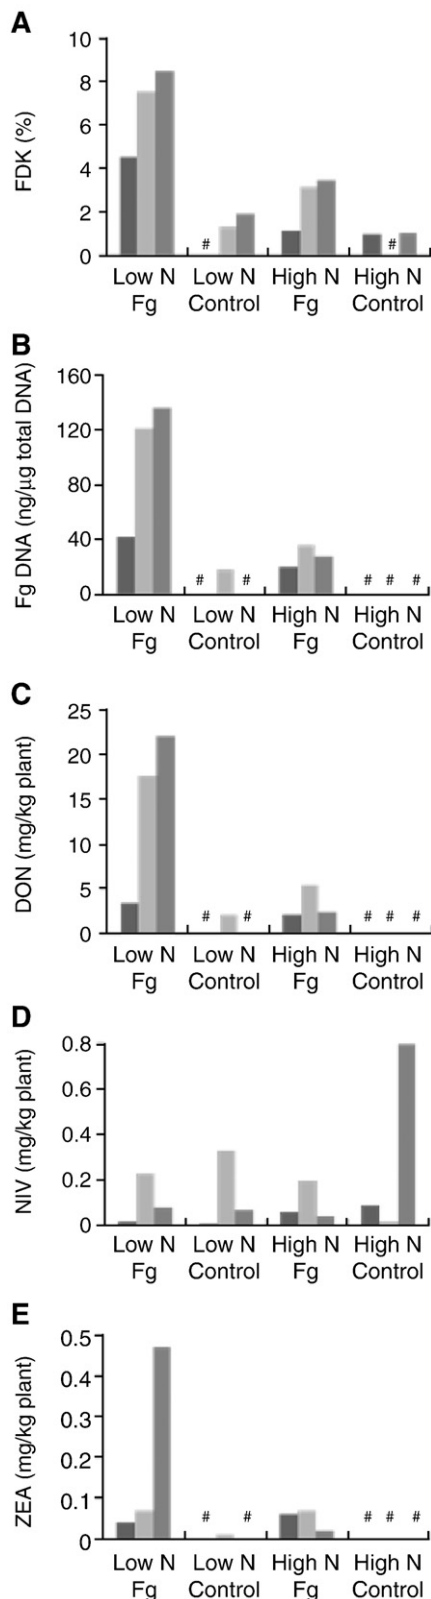 A
FDK (%)
10
8
6
4
2
0
# #
Low N Low N High N High N
Fg Control Fg Control
B
Fg DNA (ng/µg total DNA)
160
120
80
40
0
# # # # #
Low N Low N High N High N
Fg Control Fg Control
C
DON (mg/kg plant)
25
20
15
10
5
0
# # # # #
Low N Low N High N High N
Fg Control Fg Control
D
NIV (mg/kg plant)
0.8
0.6
0.4
0.2
0
Low N Low N High N High N
Fg Control Fg Control
E
ZEA (mg/kg plant)
0.5
0.4
0.3
0.2
0.1
0
# # # # #
Low N Low N High N High N
Fg Control Fg Control